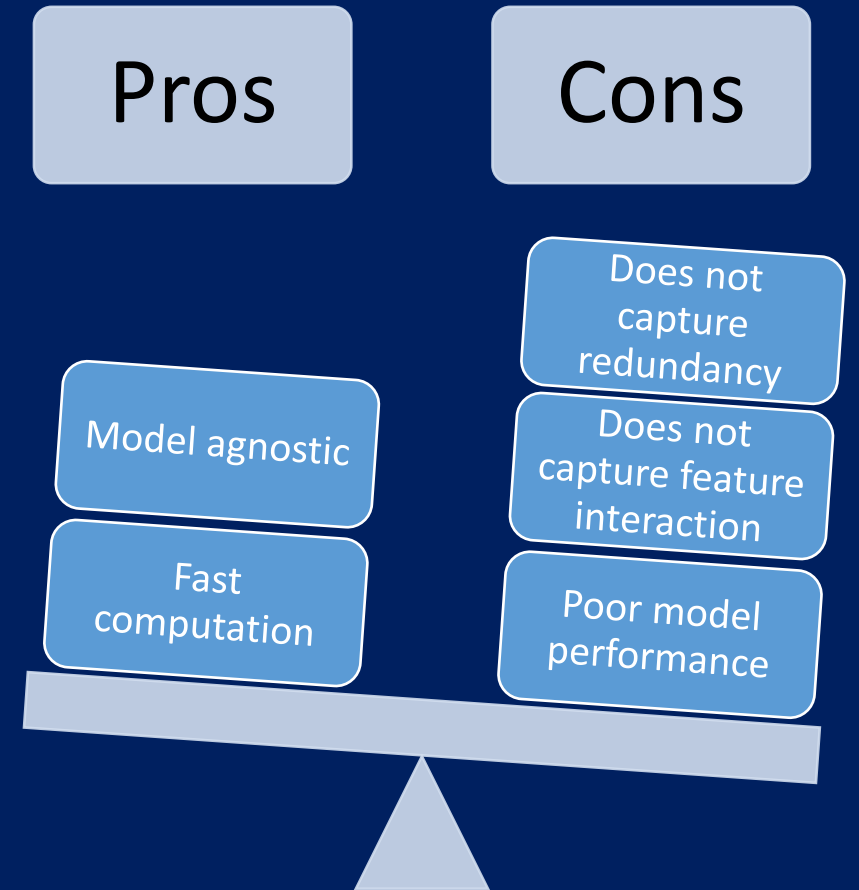 Pros
Cons
Model agnostic
Fast
computation
Does not
capture
redundancy
Does not
capture feature
interaction
Poor model
performance